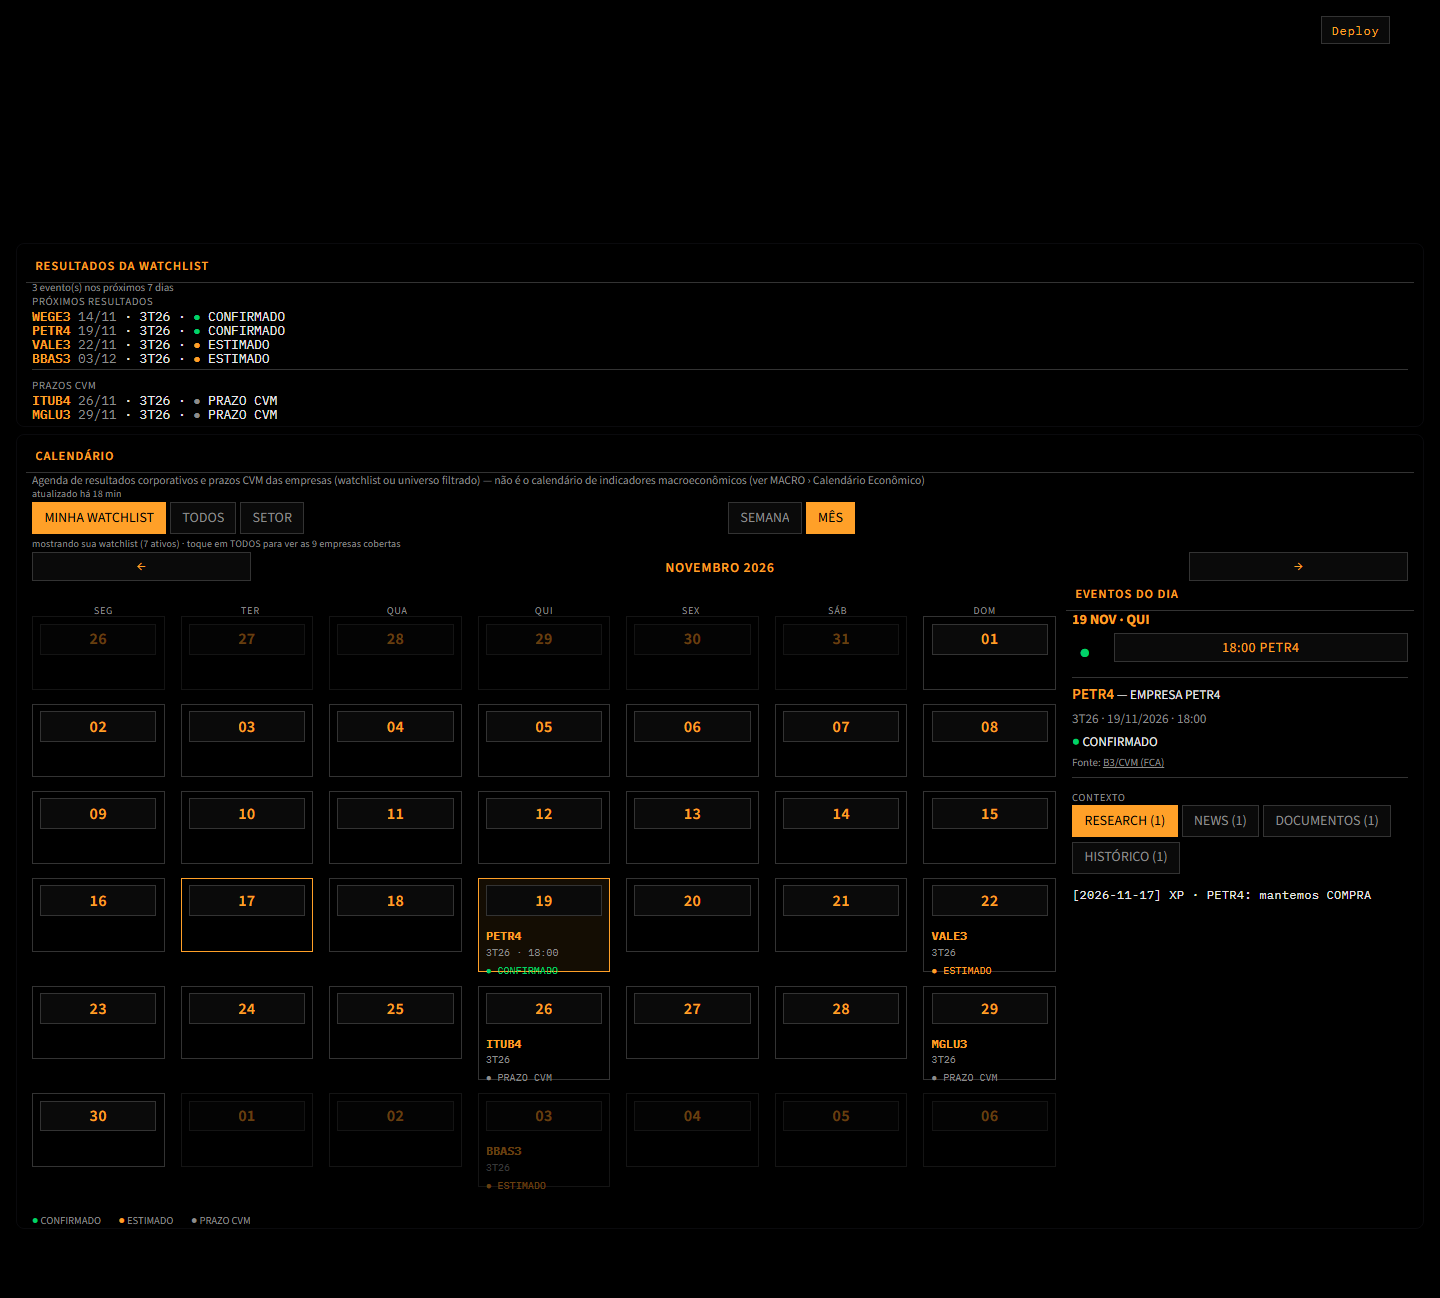 Deploy
RESULTADOS DA WATCHLIST
3 evento(s) nos próximos 7 dias
PRÓXIMOS RESULTADOS
WEGE3 14/11 · 3T26 · ● CONFIRMADO
PETR4 19/11 · 3T26 · ● CONFIRMADO
VALE3 22/11 · 3T26 · ● ESTIMADO
BBAS3 03/12 · 3T26 · ● ESTIMADO
PRAZOS CVM
ITUB4 26/11 · 3T26 · ● PRAZO CVM
MGLU3 29/11 · 3T26 · ● PRAZO CVM
CALENDÁRIO
Agenda de resultados corporativos e prazos CVM das empresas (watchlist ou universo filtrado) — não é o calendário de indicadores macroeconômicos (ver MACRO › Calendário Econômico)
atualizado há 18 min
MINHA WATCHLIST TODOS SETOR SEMANA MÊS
mostrando sua watchlist (7 ativos) · toque em TODOS para ver as 9 empresas cobertas
← NOVEMBRO 2026 →
SEG TER QUA QUI SEX SÁB DOM
26 27 28 29 30 31 01
02 03 04 05 06 07 08
09 10 11 12 13 14 15
16 17 18 19 20 21 22
PETR4 VALE3
3T26 · 18:00 3T26
● CONFIRMADO ● ESTIMADO
23 24 25 26 27 28 29
ITUB4 MGLU3
3T26 3T26
● PRAZO CVM ● PRAZO CVM
30 01 02 03 04 05 06
BBAS3
3T26
● ESTIMADO
● CONFIRMADO ● ESTIMADO ● PRAZO CVM
EVENTOS DO DIA
19 NOV · QUI
● 18:00 PETR4
PETR4 — EMPRESA PETR4
3T26 · 19/11/2026 · 18:00
● CONFIRMADO
Fonte: B3/CVM (FCA)
CONTEXTO
RESEARCH (1) NEWS (1) DOCUMENTOS (1)
HISTÓRICO (1)
[2026-11-17] XP · PETR4: mantemos COMPRA